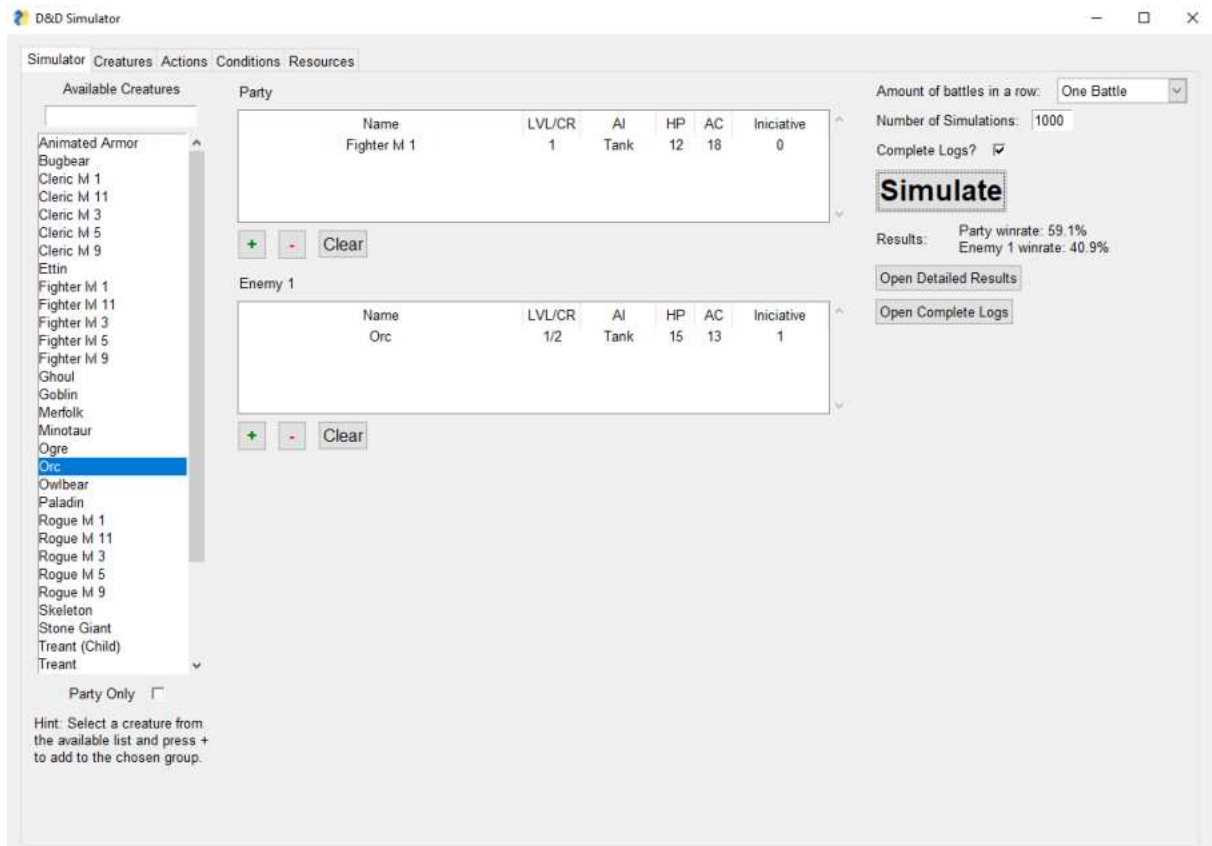 D&D Simulator
Simulator Creatures Actions Conditions Resources
Available Creatures
Animated Armor
Bugbear
Cleric M 1
Cleric M 11
Cleric M 3
Cleric M 5
Cleric M 9
Ettin
Fighter M 1
Fighter M 11
Fighter M 3
Fighter M 5
Fighter M 9
Ghoul
Goblin
Merfolk
Minotaur
Ogre
Orc
Owlbear
Paladin
Rogue M 1
Rogue M 11
Rogue M 3
Rogue M 5
Rogue M 9
Skeleton
Stone Giant
Treant (Child)
Treant
Party Only
Hint: Select a creature from
the available list and press +
to add to the chosen group.
Party
Name LVL/CR AI HP AC Iniciative
Fighter M 1 1 Tank 12 18 0
+ - Clear
Enemy 1
Name LVL/CR AI HP AC Iniciative
Orc 1/2 Tank 15 13 1
+ - Clear
Amount of battles in a row: One Battle
Number of Simulations: 1000
Complete Logs?
Simulate
Results: Party winrate: 59.1%
Enemy 1 winrate: 40.9%
Open Detailed Results
Open Complete Logs